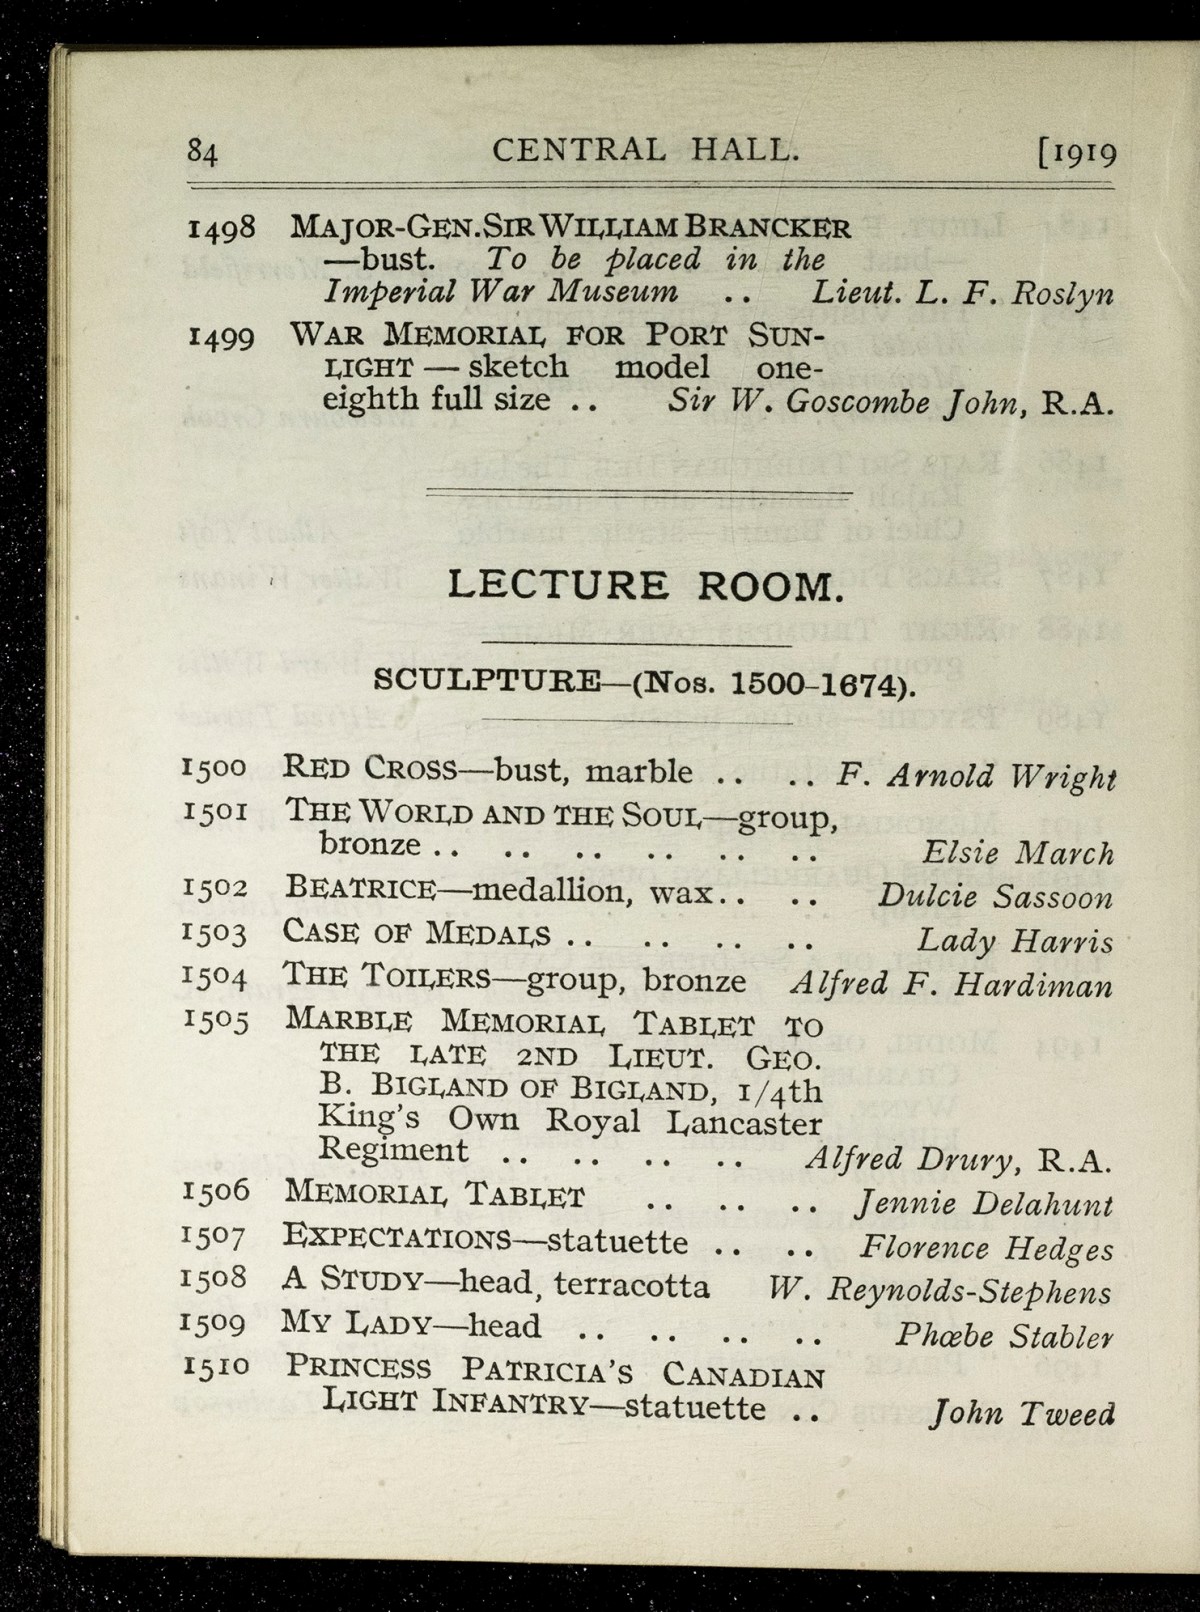 84 CENTRAL HALL. [1919
1498 MAJOR-GEN. SIR WILLIAM BRANCKER
—bust. To be placed in the
Imperial War Museum .. Lieut. L. F. Roslyn
1499 WAR MEMORIAL FOR PORT SUN-
LIGHT — sketch model one-
eighth full size .. Sir W. Goscombe John, R.A.
LECTURE ROOM.
SCULPTURE—(Nos. 1500-1674).
1500 RED CROSS—bust, marble .. .. F. Arnold Wright
1501 THE WORLD AND THE SOUL—group,
bronze .. .. .. .. .. .. Elsie March
1502 BEATRICE—medallion, wax.. .. Dulcie Sassoon
1503 CASE OF MEDALS .. .. .. .. Lady Harris
1504 THE TOILERS—group, bronze Alfred F. Hardiman
1505 MARBLE MEMORIAL TABLET TO
THE LATE 2ND LIEUT. GEO.
B. BIGLAND OF BIGLAND, 1/4th
King's Own Royal Lancaster
Regiment .. .. .. .. Alfred Drury, R.A.
1506 MEMORIAL TABLET .. .. .. Jennie Delahunt
1507 EXPECTATIONS—statuette .. .. Florence Hedges
1508 A STUDY—head, terracotta W. Reynolds-Stephens
1509 MY LADY—head .. .. .. .. Phœbe Stabler
1510 PRINCESS PATRICIA'S CANADIAN
LIGHT INFANTRY—statuette .. John Tweed